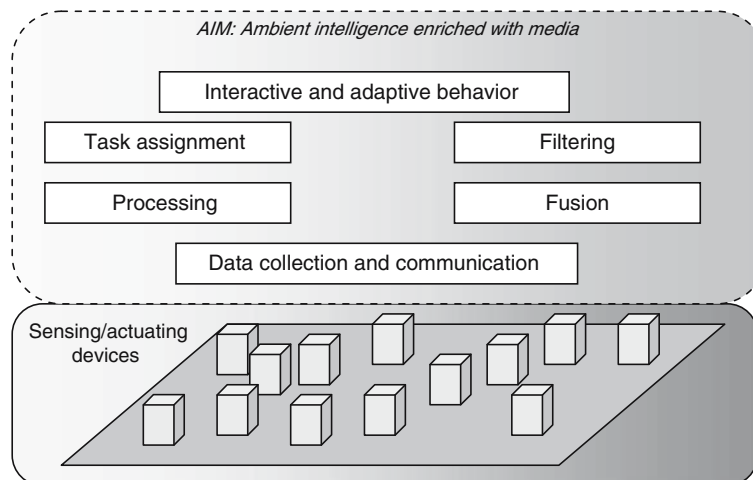 AIM: Ambient intelligence enriched with media
Interactive and adaptive behavior
Task assignment
Filtering
Processing
Fusion
Data collection and communication
Sensing/actuating
devices